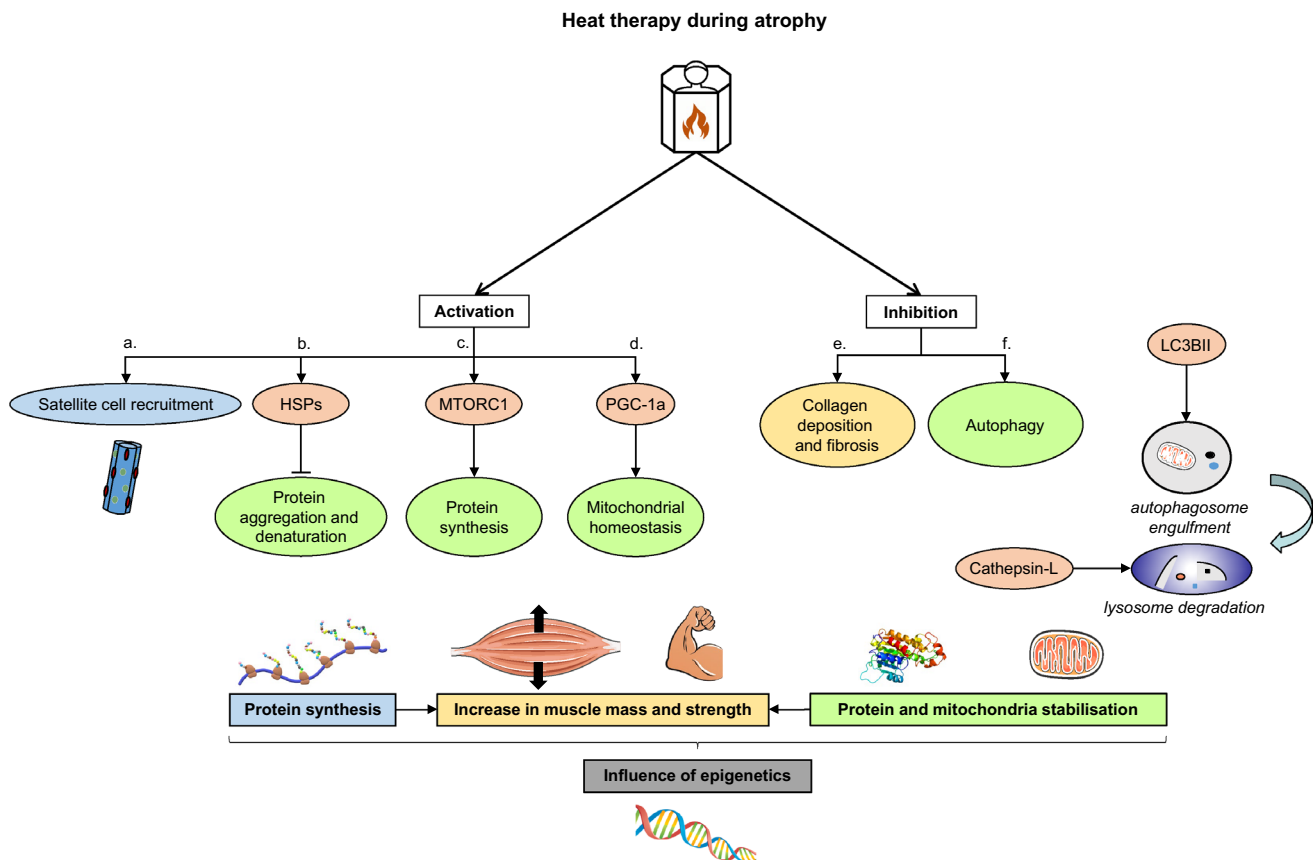 Heat therapy during atrophy
Activation
Inhibition
a.
b.
c.
d.
e.
f.
Satellite cell recruitment
HSPs
MTORC1
PGC-1a
Collagen
deposition
and fibrosis
Autophagy
LC3BII
Protein
aggregation and
denaturation
Protein
synthesis
Mitochondrial
homeostasis
autophagosome
engulfment
Cathepsin-L
lysosome degradation
Protein synthesis
Increase in muscle mass and strength
Protein and mitochondria stabilisation
Influence of epigenetics